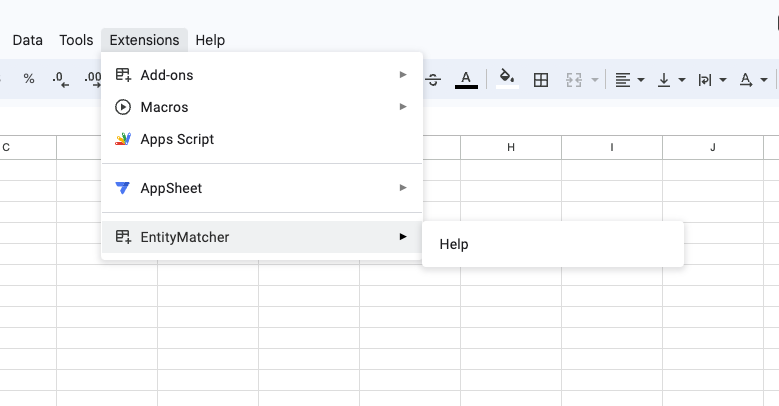 Data Tools Extensions Help
% .0 .00 A A
Add-ons
Macros
Apps Script
AppSheet
EntityMatcher
Help
C H I J